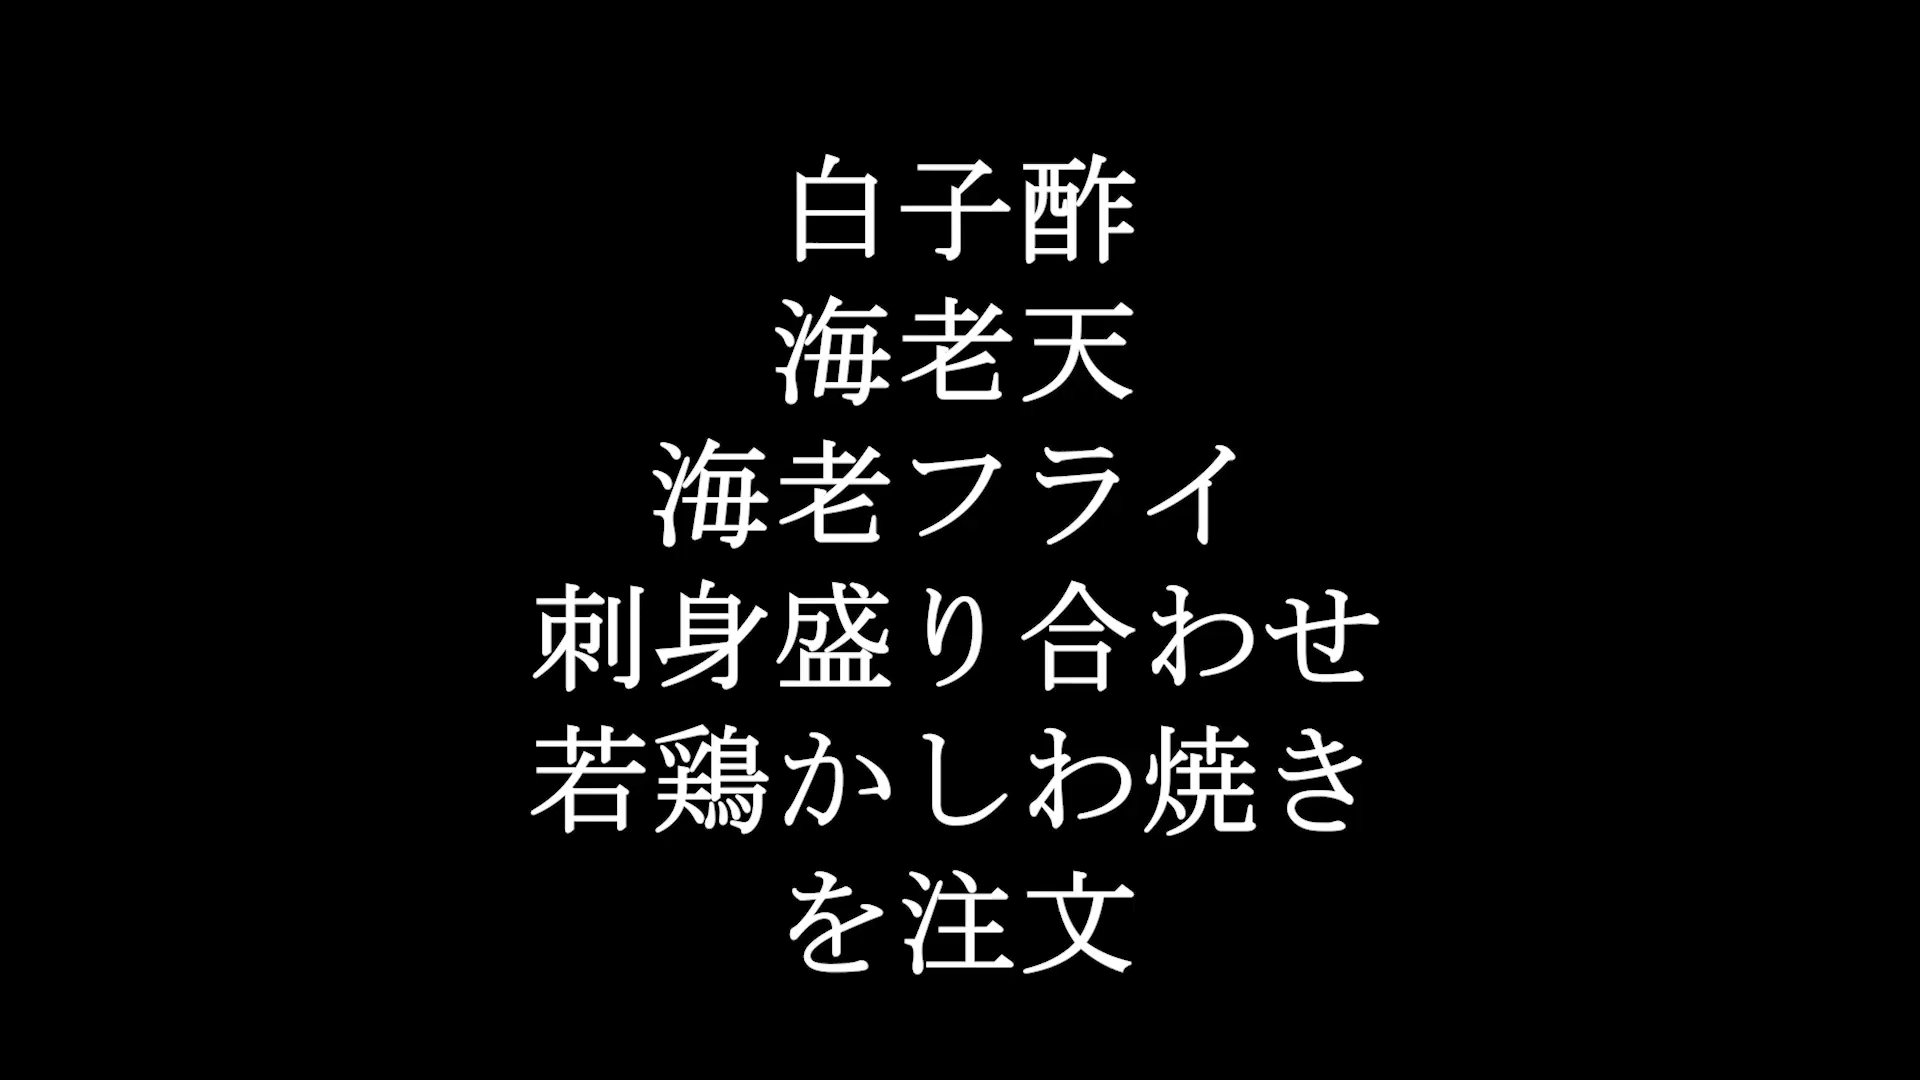 白子酢
海老天
海老フライ
刺身盛り合わせ
若鶏かしわ焼き
を注文